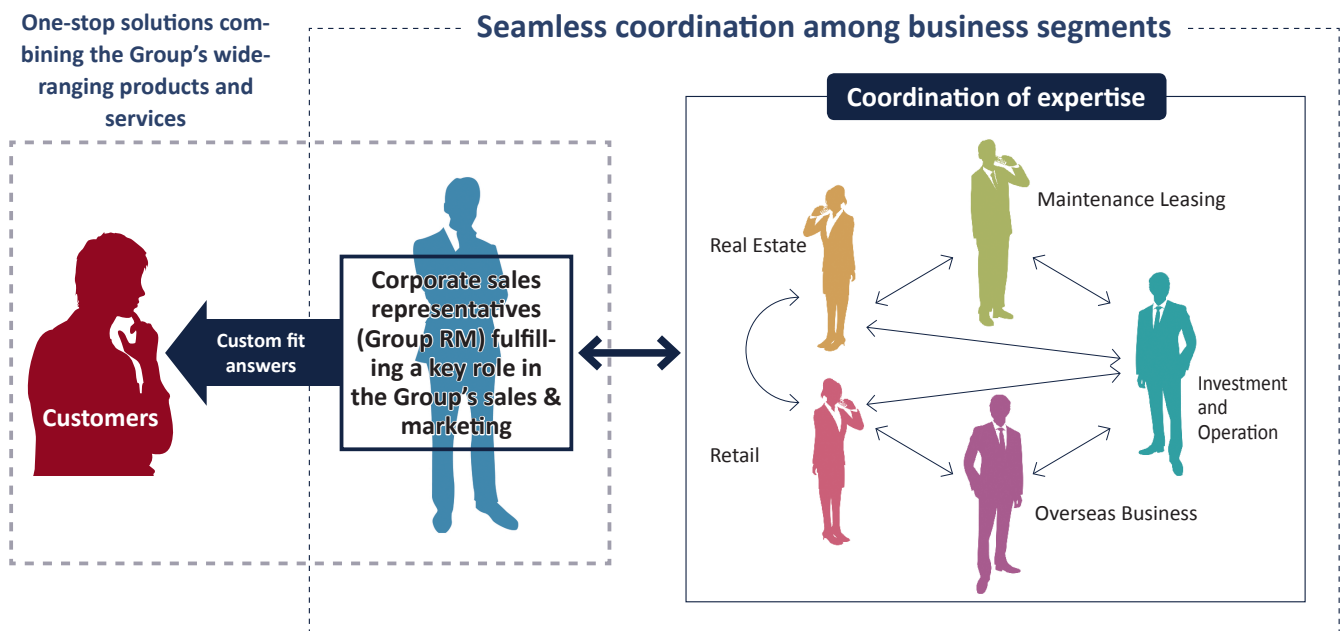 One-stop solutions com-
bining the Group's wide-
ranging products and
services
Seamless coordination among business segments
Coordination of expertise
Customers
Custom fit
answers
Corporate sales
representatives
(Group RM) fulfill-
ing a key role in
the Group's sales &
marketing
Maintenance Leasing
Real Estate
Investment
and
Operation
Retail
Overseas Business